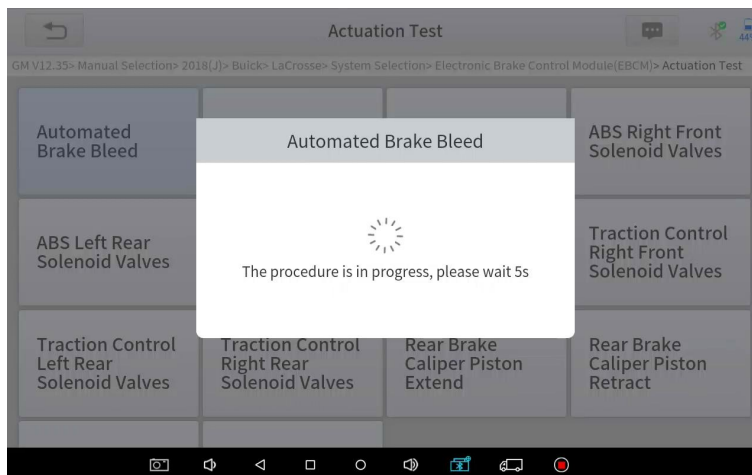 Actuation Test
GM V12.35> Manual Selection> 2018(J)> Buick> LaCrosse> System Selection> Electronic Brake Control Module(EBCM)> Actuation Test
Automated
Brake Bleed
ABS Right Front
Solenoid Valves
Automated Brake Bleed
The procedure is in progress, please wait 5s
ABS Left Rear
Solenoid Valves
Traction Control
Right Front
Solenoid Valves
Traction Control
Left Rear
Solenoid Valves
Traction Control
Right Rear
Solenoid Valves
Rear Brake
Caliper Piston
Extend
Rear Brake
Caliper Piston
Retract